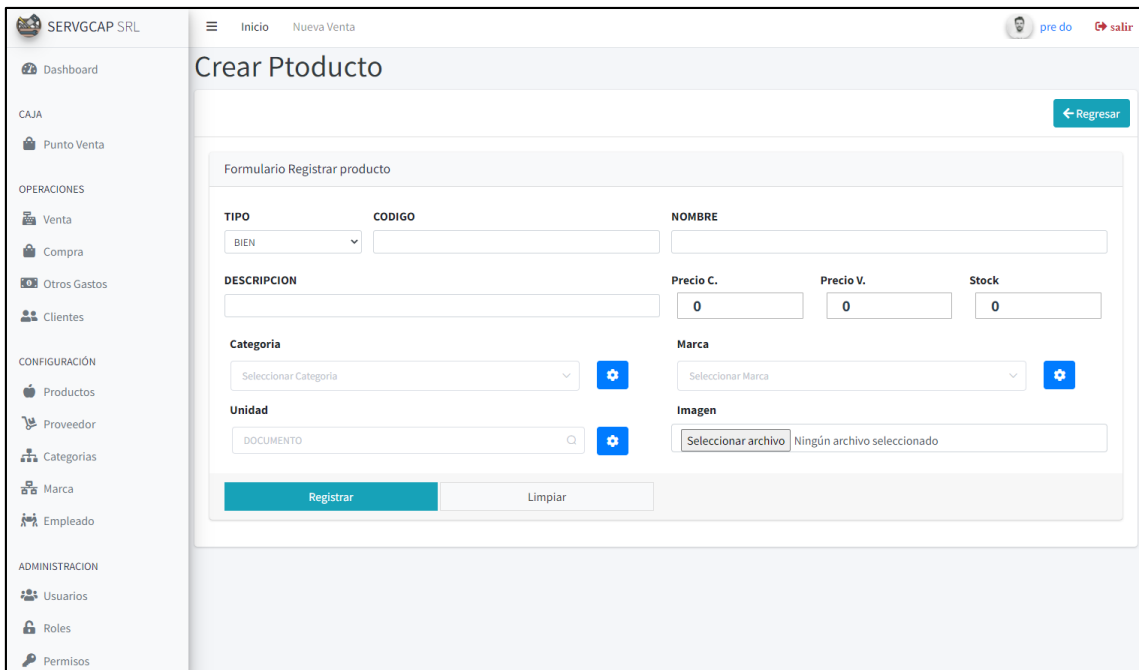 SERVGCAP SRL
Inicio Nueva Venta
pre do salir
Dashboard
CAJA
Punto Venta
OPERACIONES
Venta
Compra
Otros Gastos
Clientes
CONFIGURACIÓN
Productos
Proveedor
Categorias
Marca
Empleado
ADMINISTRACION
Usuarios
Roles
Permisos
Crear Ptoducto
Regresar
Formulario Registrar producto
TIPO CODIGO NOMBRE
BIEN
DESCRIPCION Precio C. Precio V. Stock
0 0 0
Categoria Marca
Seleccionar Categoria Seleccionar Marca
Unidad Imagen
DOCUMENTO Seleccionar archivo Ningún archivo seleccionado
Registrar Limpiar